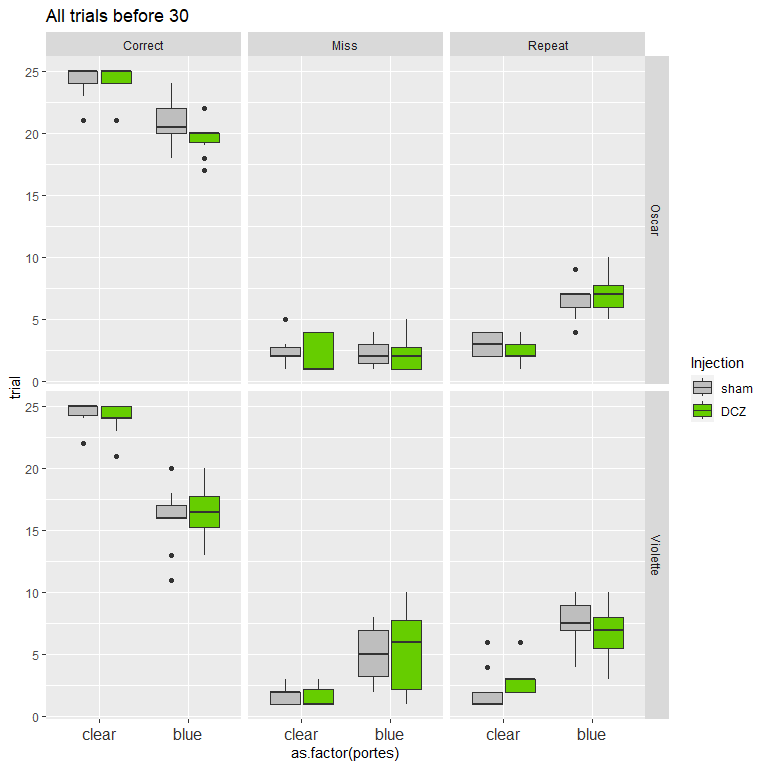 All trials before 30
Correct Miss Repeat
25
20
15
10
5
0
Oscar
trial
25
20
15
10
5
0
Violette
clear blue clear blue clear blue
as.factor(portes)
Injection
sham
DCZ